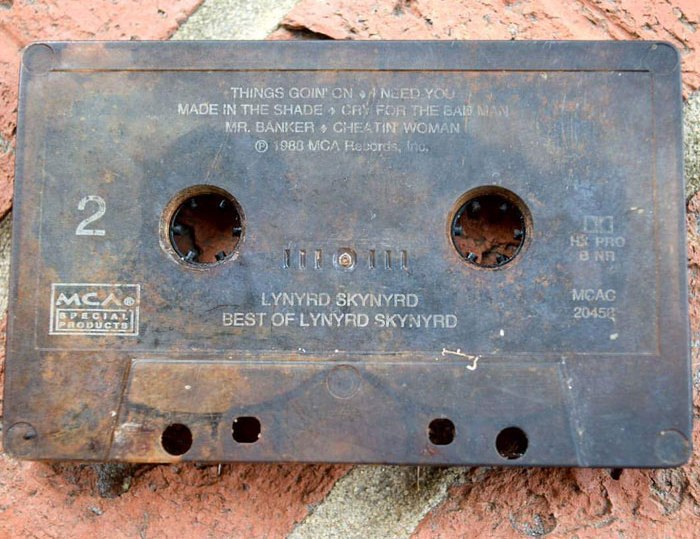 THINGS GOIN' ON ♦ I NEED YOU
MADE IN THE SHADE ♦ CRY FOR THE BAD MAN
MR. BANKER ♦ CHEATIN' WOMAN
℗ 1988 MCA Records, Inc.
2
HX PRO
B NR
MCA®
SPECIAL
PRODUCTS
LYNYRD SKYNYRD
BEST OF LYNYRD SKYNYRD
MCAC